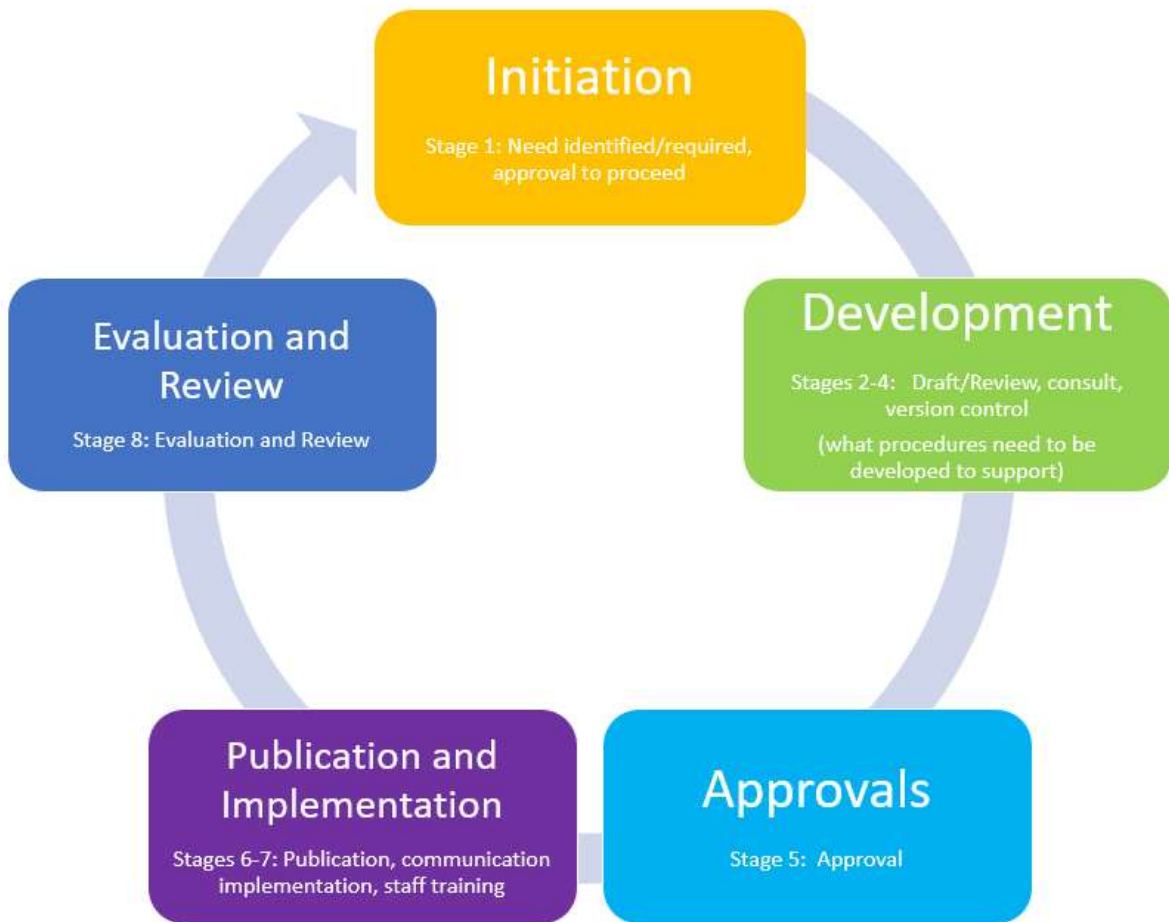 Initiation
Stage 1: Need identified/required,
approval to proceed
Development
Stages 2-4:   Draft/Review, consult,
version control
(what procedures need to be
developed to support)
Approvals
Stage 5:  Approval
Publication and
Implementation
Stages 6-7: Publication, communication
implementation, staff training
Evaluation and
Review
Stage 8: Evaluation and Review